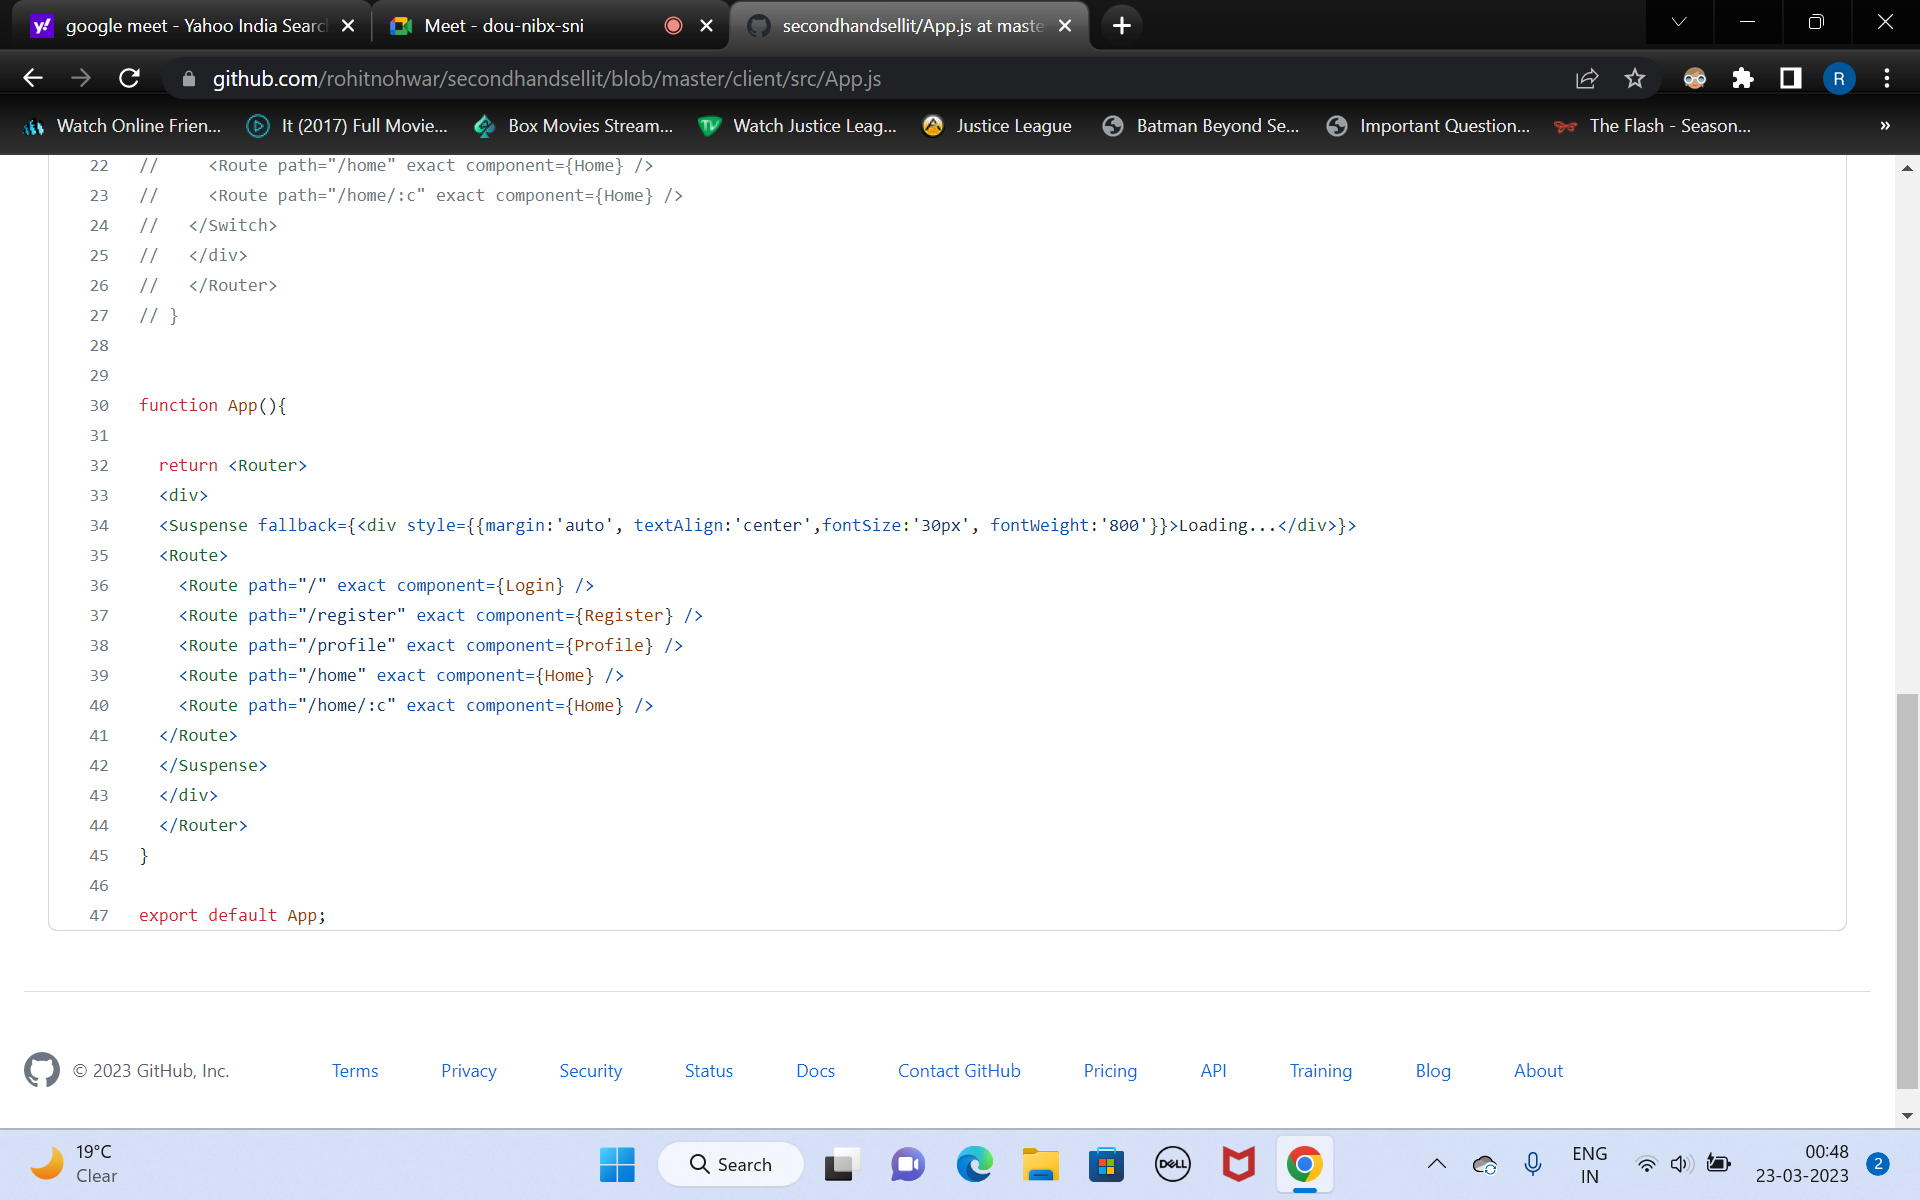 google meet - Yahoo India Searc
Meet - dou-nibx-sni
secondhandsellit/App.js at maste
github.com/rohitnohwar/secondhandsellit/blob/master/client/src/App.js
R
Watch Online Frien...
It (2017) Full Movie...
Box Movies Stream...
Watch Justice Leag...
Justice League
Batman Beyond Se...
Important Question...
The Flash - Season...
»
22 //     <Route path="/home" exact component={Home} />
23 //     <Route path="/home/:c" exact component={Home} />
24 //   </Switch>
25 //   </div>
26 //   </Router>
27 // }
28
29
30 function App(){
31
32   return <Router>
33   <div>
34   <Suspense fallback={<div style={{margin:'auto', textAlign:'center',fontSize:'30px', fontWeight:'800'}}>Loading...</div>}>
35   <Route>
36     <Route path="/" exact component={Login} />
37     <Route path="/register" exact component={Register} />
38     <Route path="/profile" exact component={Profile} />
39     <Route path="/home" exact component={Home} />
40     <Route path="/home/:c" exact component={Home} />
41   </Route>
42   </Suspense>
43   </div>
44   </Router>
45 }
46
47 export default App;
© 2023 GitHub, Inc.
Terms
Privacy
Security
Status
Docs
Contact GitHub
Pricing
API
Training
Blog
About
19°C
Clear
Search
DELL
ENG
IN
00:48
23-03-2023
2